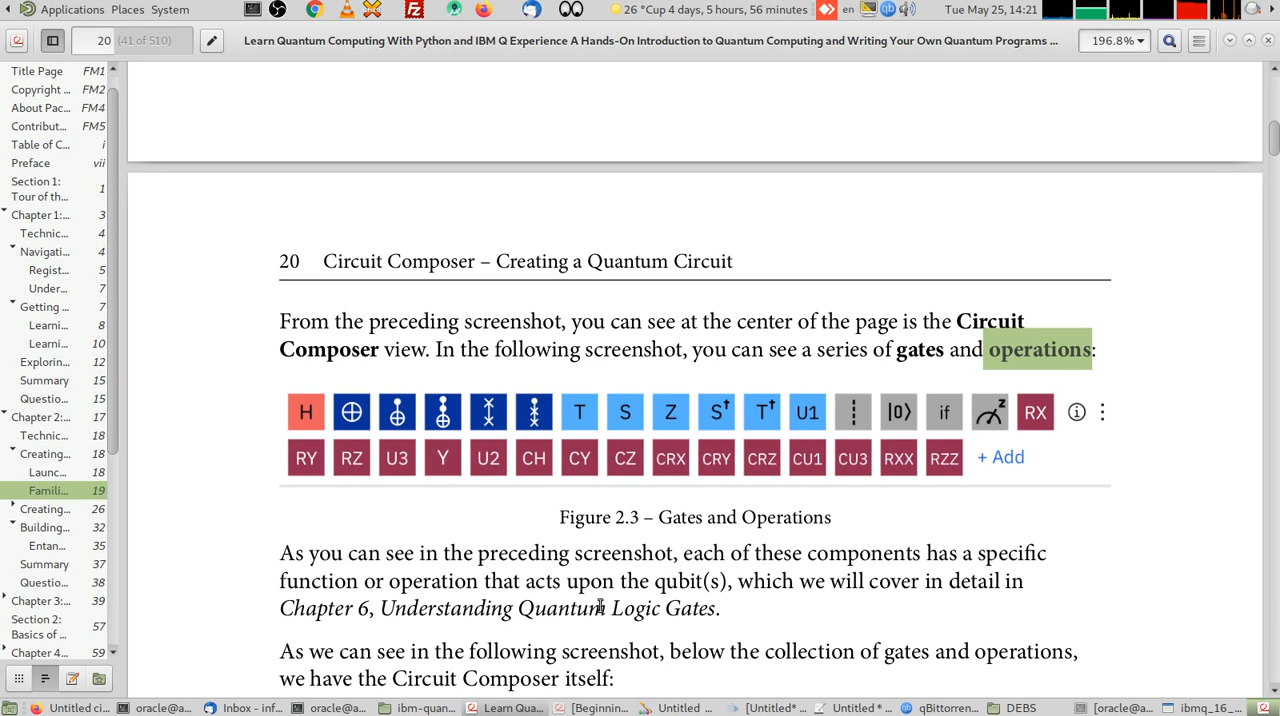 Applications Places System
26 °Cup 4 days, 5 hours, 56 minutes
en
Tue May 25, 14:21
20 (41 of 510)
Learn Quantum Computing With Python and IBM Q Experience A Hands-On Introduction to Quantum Computing and Writing Your Own Quantum Programs ...
196.8%
Title Page FM1
Copyright ... FM2
About Pac... FM4
Contribut... FM5
Table of C... i
Preface vii
Section 1:
Tour of th... 1
Chapter 1:... 3
Technic... 4
Navigati... 4
Regist... 5
Under... 7
Getting ... 7
Learni... 8
Learni... 10
Explorin... 12
Summary 15
Questio... 15
Chapter 2:... 17
Technic... 18
Creating... 18
Launc... 18
Famili... 19
Creating... 26
Building... 32
Entan... 35
Summary 37
Questio... 38
Chapter 3:... 39
Section 2:
Basics of ... 57
Chapter 4... 59
20 Circuit Composer – Creating a Quantum Circuit
From the preceding screenshot, you can see at the center of the page is the Circuit
Composer view. In the following screenshot, you can see a series of gates and operations:
H T S Z S† T† U1 |0⟩ if z RX
RY RZ U3 Y U2 CH CY CZ CRX CRY CRZ CU1 CU3 RXX RZZ + Add
Figure 2.3 – Gates and Operations
As you can see in the preceding screenshot, each of these components has a specific
function or operation that acts upon the qubit(s), which we will cover in detail in
Chapter 6, Understanding Quantum Logic Gates.
As we can see in the following screenshot, below the collection of gates and operations,
we have the Circuit Composer itself:
Untitled ci... oracle@a... Inbox - inf... oracle@a... ibm-quan... Learn Qua... [Beginnin... Untitled ... [Untitled* ... Untitled * ... qBittorren... DEBS [oracle@a... ibmq_16_...